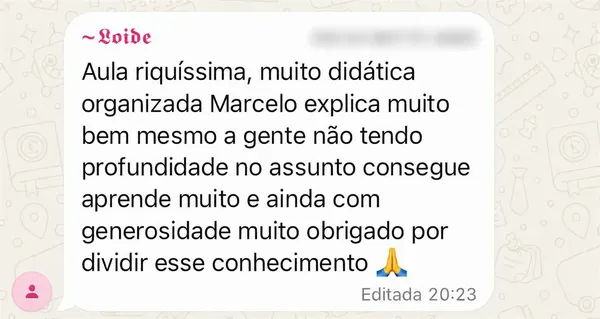 ~𝕷𝖔𝖎𝖉𝖊
Aula riquíssima, muito didática
organizada Marcelo explica muito
bem mesmo a gente não tendo
profundidade no assunto consegue
aprende muito e ainda com
generosidade muito obrigado por
dividir esse conhecimento 🙏
Editada 20:23